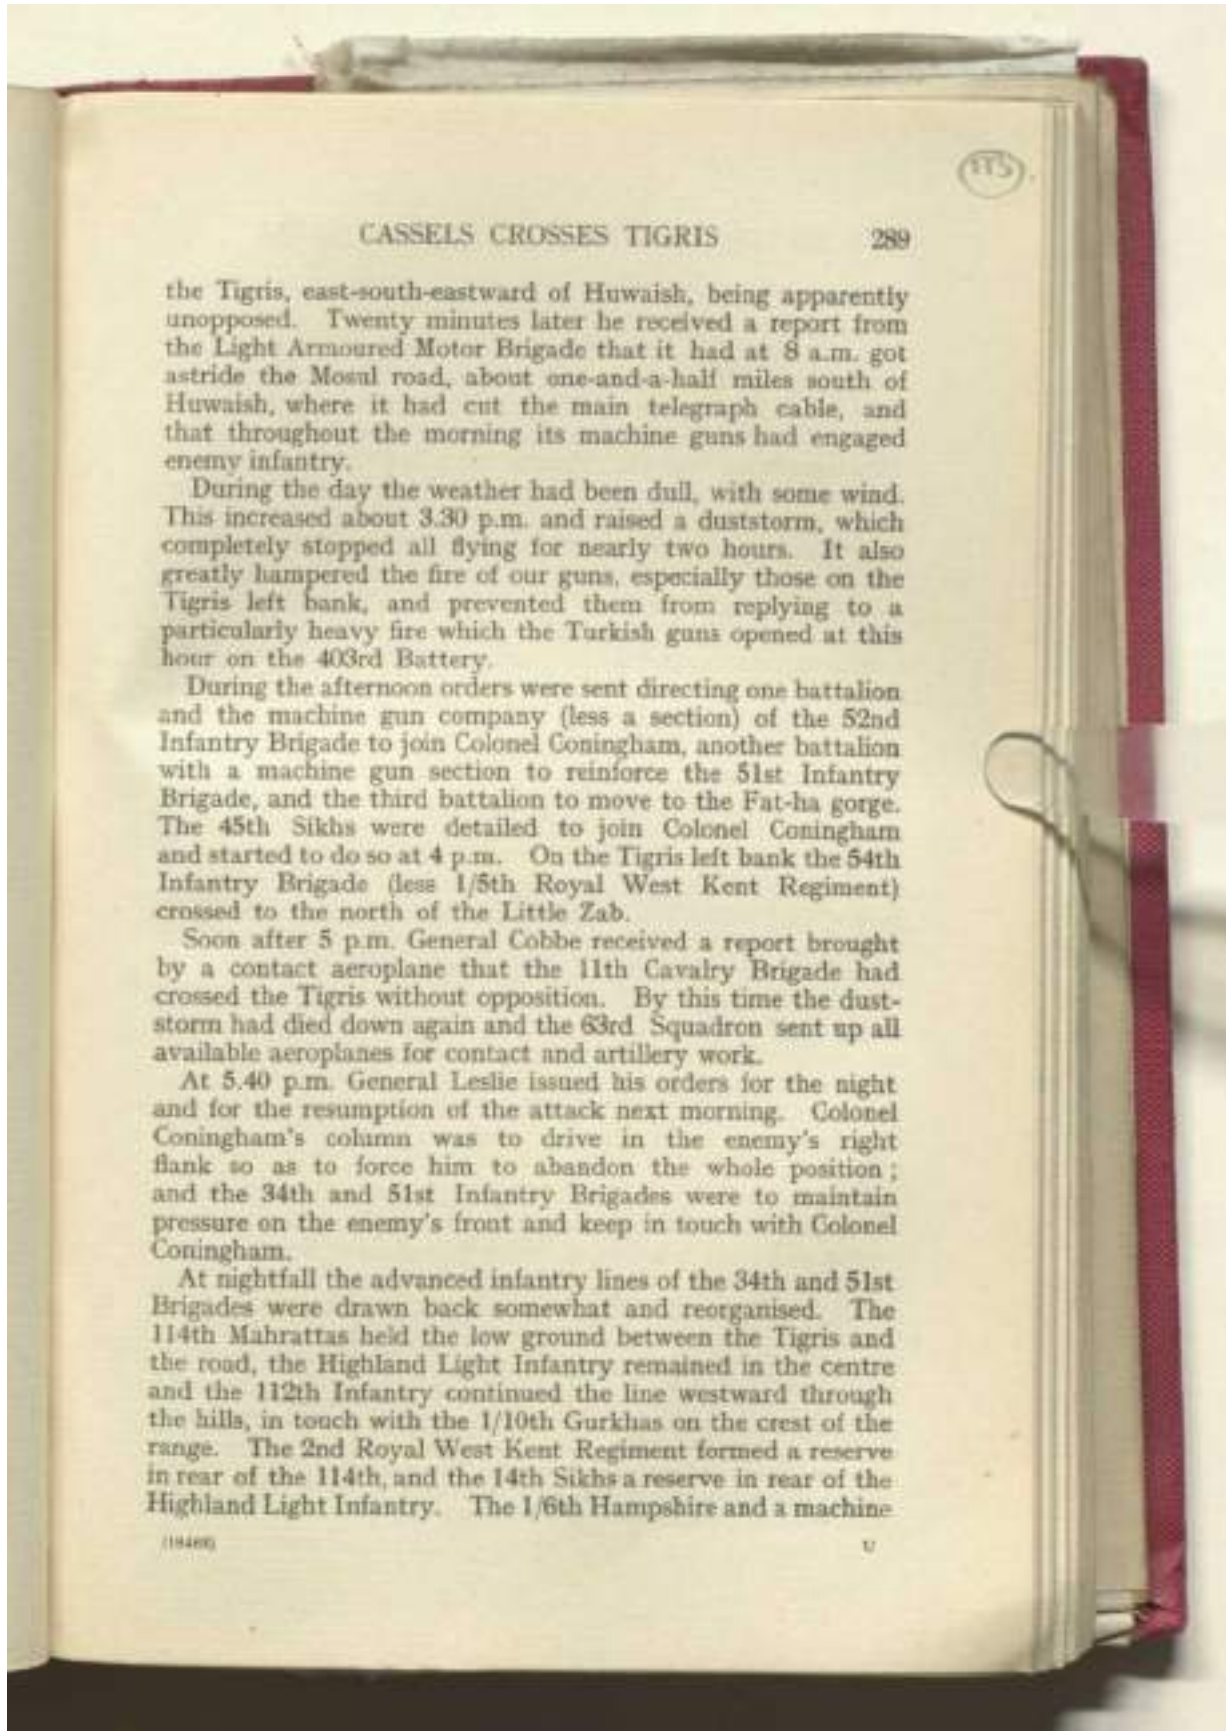 CASSELS CROSSES TIGRIS 289
the Tigris, east-south-eastward of Huwaish, being apparently
unopposed. Twenty minutes later he received a report from
the Light Armoured Motor Brigade that it had at 8 a.m. got
astride the Mosul road, about one-and-a-half miles south of
Huwaish, where it had cut the main telegraph cable, and
that throughout the morning its machine guns had engaged
enemy infantry.
During the day the weather had been dull, with some wind.
This increased about 3.30 p.m. and raised a duststorm, which
completely stopped all flying for nearly two hours. It also
greatly hampered the fire of our guns, especially those on the
Tigris left bank, and prevented them from replying to a
particularly heavy fire which the Turkish guns opened at this
hour on the 403rd Battery.
During the afternoon orders were sent directing one battalion
and the machine gun company (less a section) of the 52nd
Infantry Brigade to join Colonel Coningham, another battalion
with a machine gun section to reinforce the 51st Infantry
Brigade, and the third battalion to move to the Fat-ha gorge.
The 45th Sikhs were detailed to join Colonel Coningham
and started to do so at 4 p.m. On the Tigris left bank the 54th
Infantry Brigade (less 1/5th Royal West Kent Regiment)
crossed to the north of the Little Zab.
Soon after 5 p.m. General Cobbe received a report brought
by a contact aeroplane that the 11th Cavalry Brigade had
crossed the Tigris without opposition. By this time the dust-
storm had died down again and the 63rd Squadron sent up all
available aeroplanes for contact and artillery work.
At 5.40 p.m. General Leslie issued his orders for the night
and for the resumption of the attack next morning. Colonel
Coningham's column was to drive in the enemy's right
flank so as to force him to abandon the whole position ;
and the 34th and 51st Infantry Brigades were to maintain
pressure on the enemy's front and keep in touch with Colonel
Coningham.
At nightfall the advanced infantry lines of the 34th and 51st
Brigades were drawn back somewhat and reorganised. The
114th Mahrattas held the low ground between the Tigris and
the road, the Highland Light Infantry remained in the centre
and the 112th Infantry continued the line westward through
the hills, in touch with the 1/10th Gurkhas on the crest of the
range. The 2nd Royal West Kent Regiment formed a reserve
in rear of the 114th, and the 14th Sikhs a reserve in rear of the
Highland Light Infantry. The 1/6th Hampshire and a machine
U